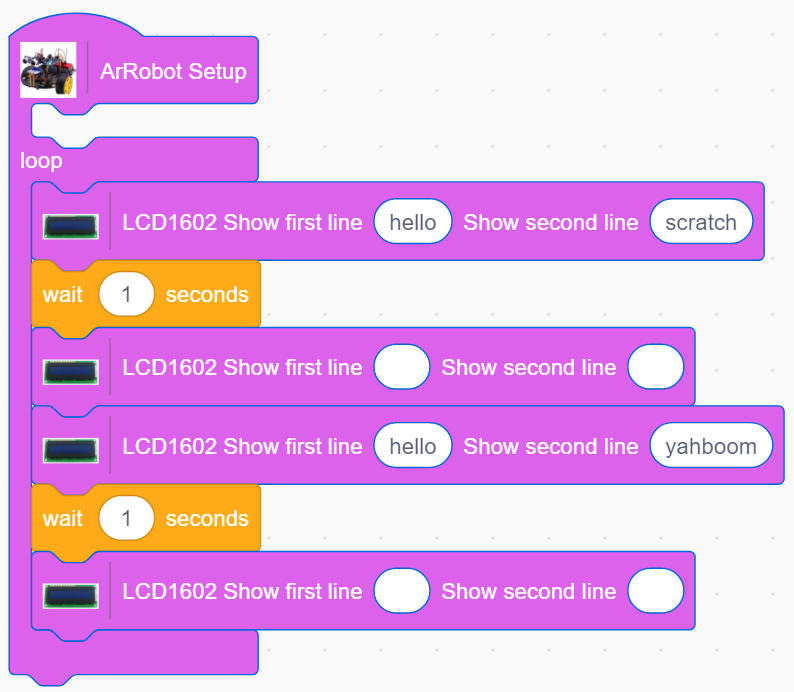 ArRobot Setup
loop
LCD1602 Show first line hello Show second line scratch
wait 1 seconds
LCD1602 Show first line Show second line
LCD1602 Show first line hello Show second line yahboom
wait 1 seconds
LCD1602 Show first line Show second line